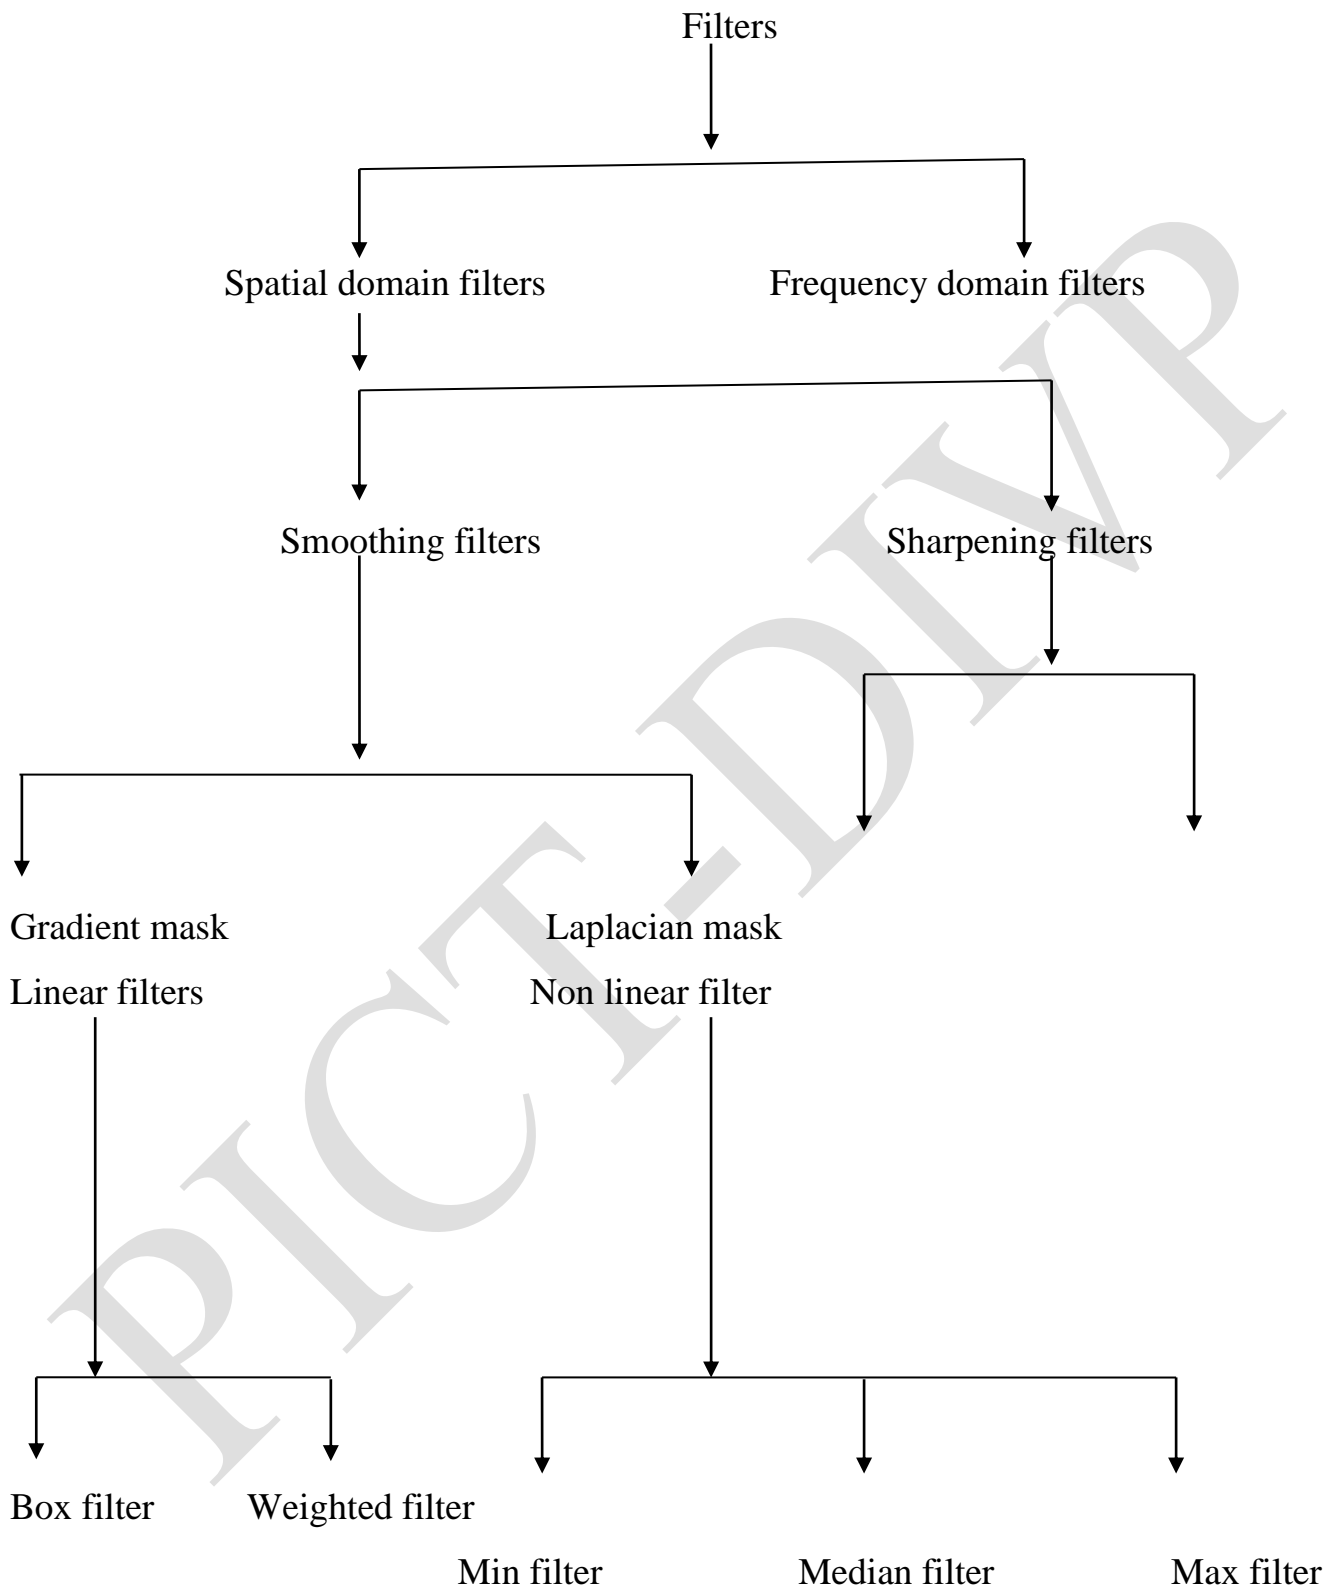 Filters
Spatial domain filters Frequency domain filters
Smoothing filters Sharpening filters
Gradient mask Laplacian mask
Linear filters Non linear filter
Box filter Weighted filter
Min filter Median filter Max filter
PICT-DIVP